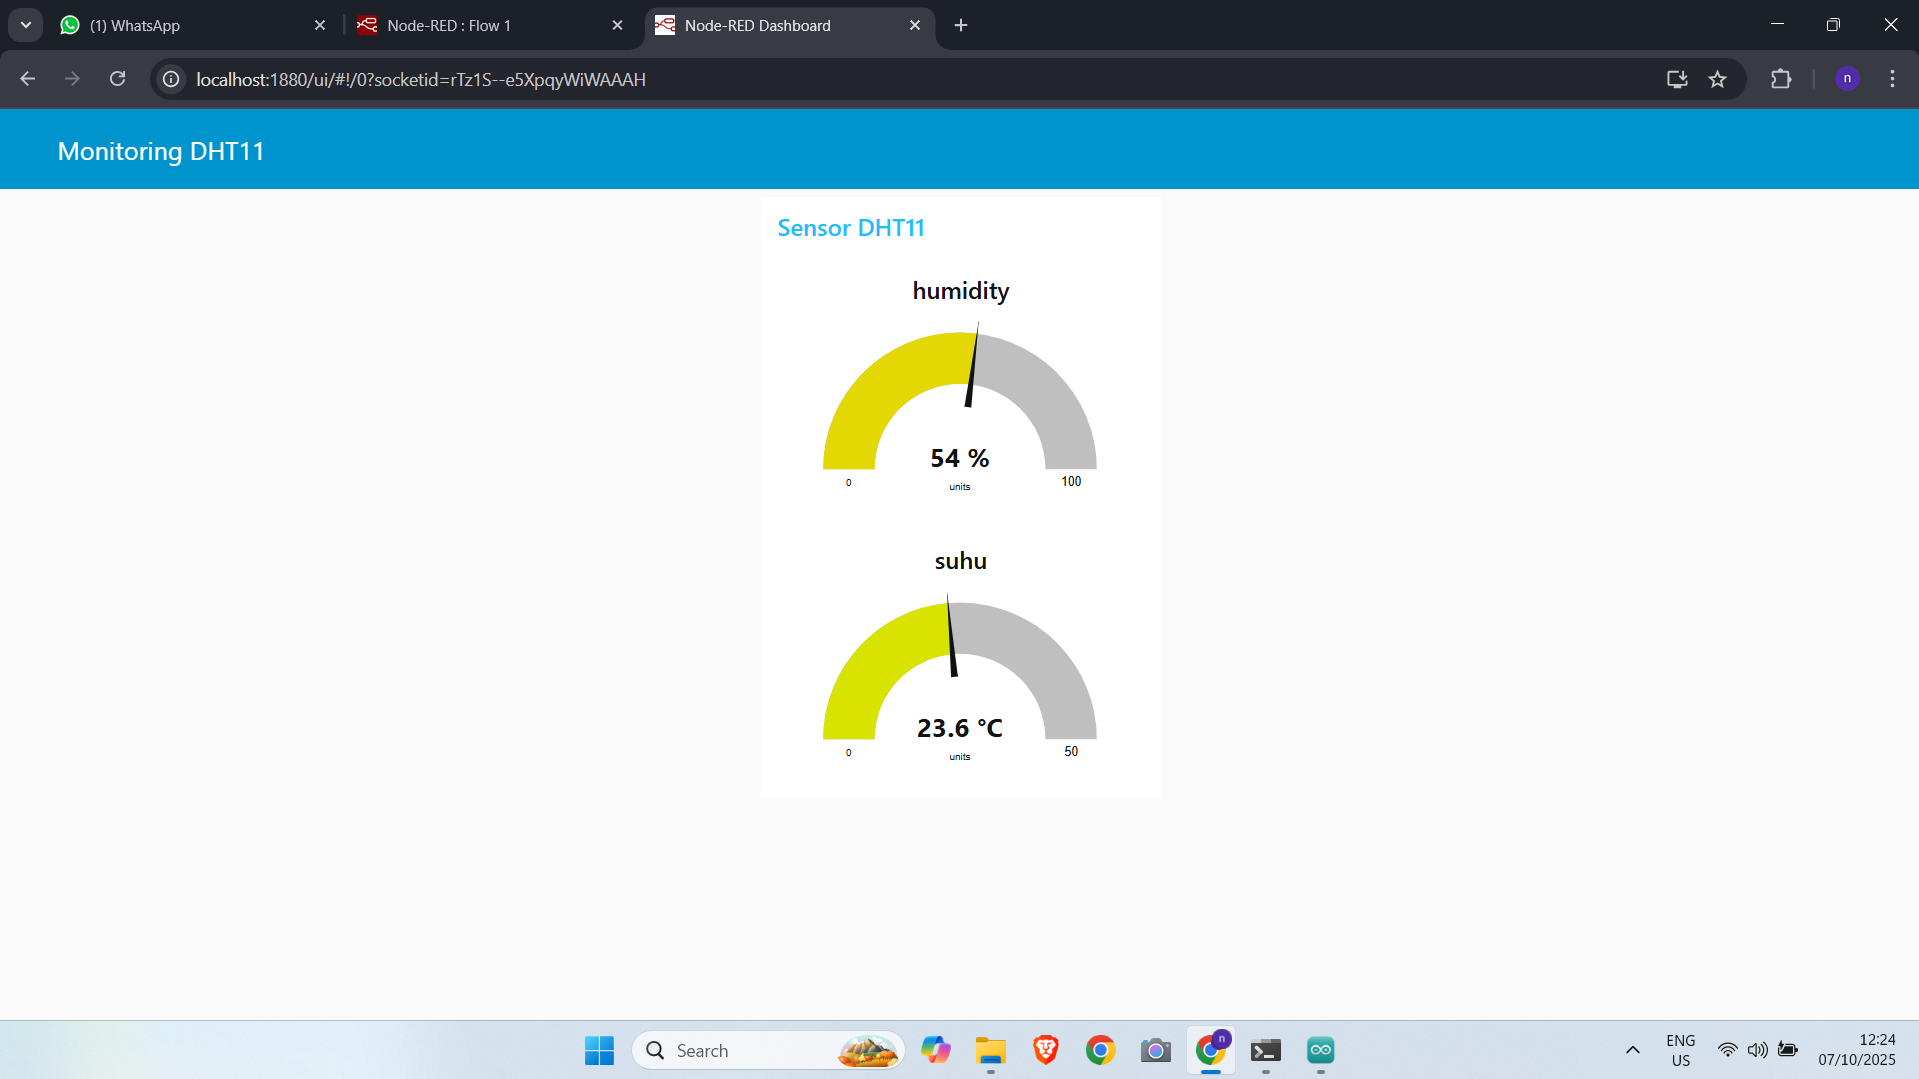 (1) WhatsApp
Node-RED : Flow 1
Node-RED Dashboard
localhost:1880/ui/#!/0?socketid=rTz1S--e5XpqyWiWAAAH
n
Monitoring DHT11
Sensor DHT11
humidity
54 %
0
units
100
suhu
23.6 °C
0
units
50
Search
n
ENG
US
12:24
07/10/2025